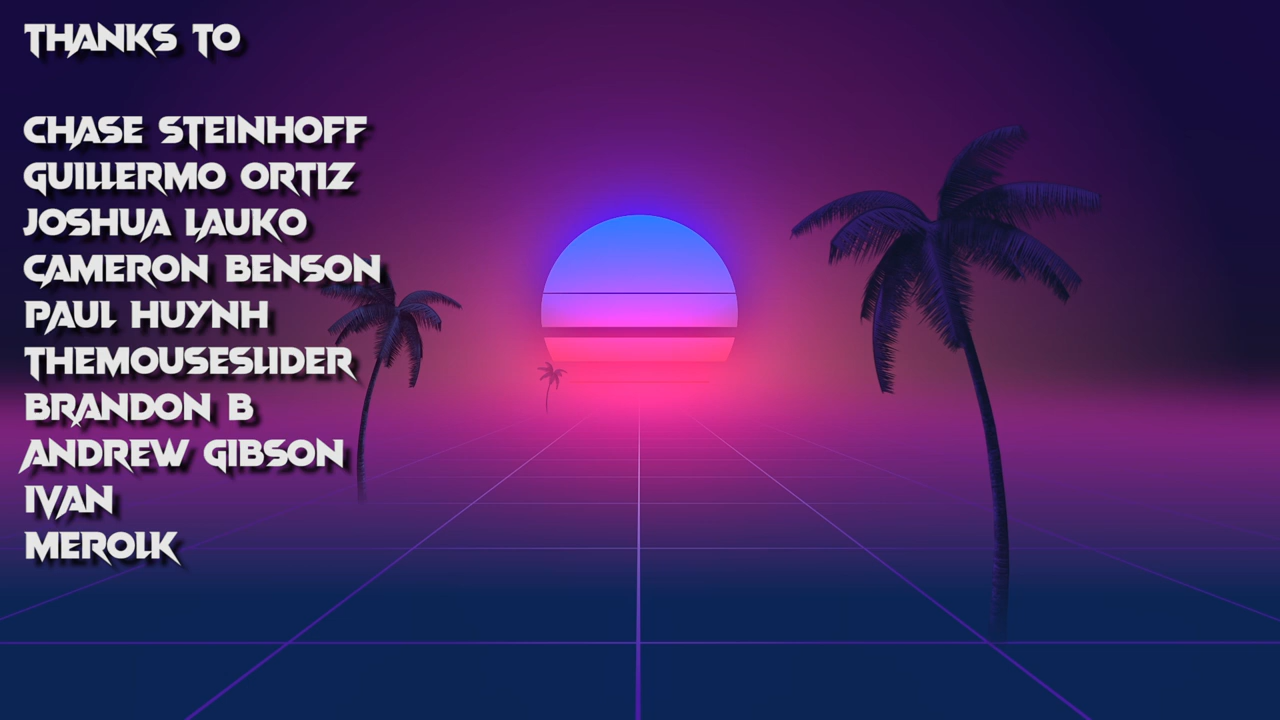 THANKS TO
CHASE STEINHOFF
GUILLERMO ORTIZ
JOSHUA LAUKO
CAMERON BENSON
PAUL HUYNH
THEMOUSESLIDER
BRANDON B
ANDREW GIBSON
IVAN
MEROLK